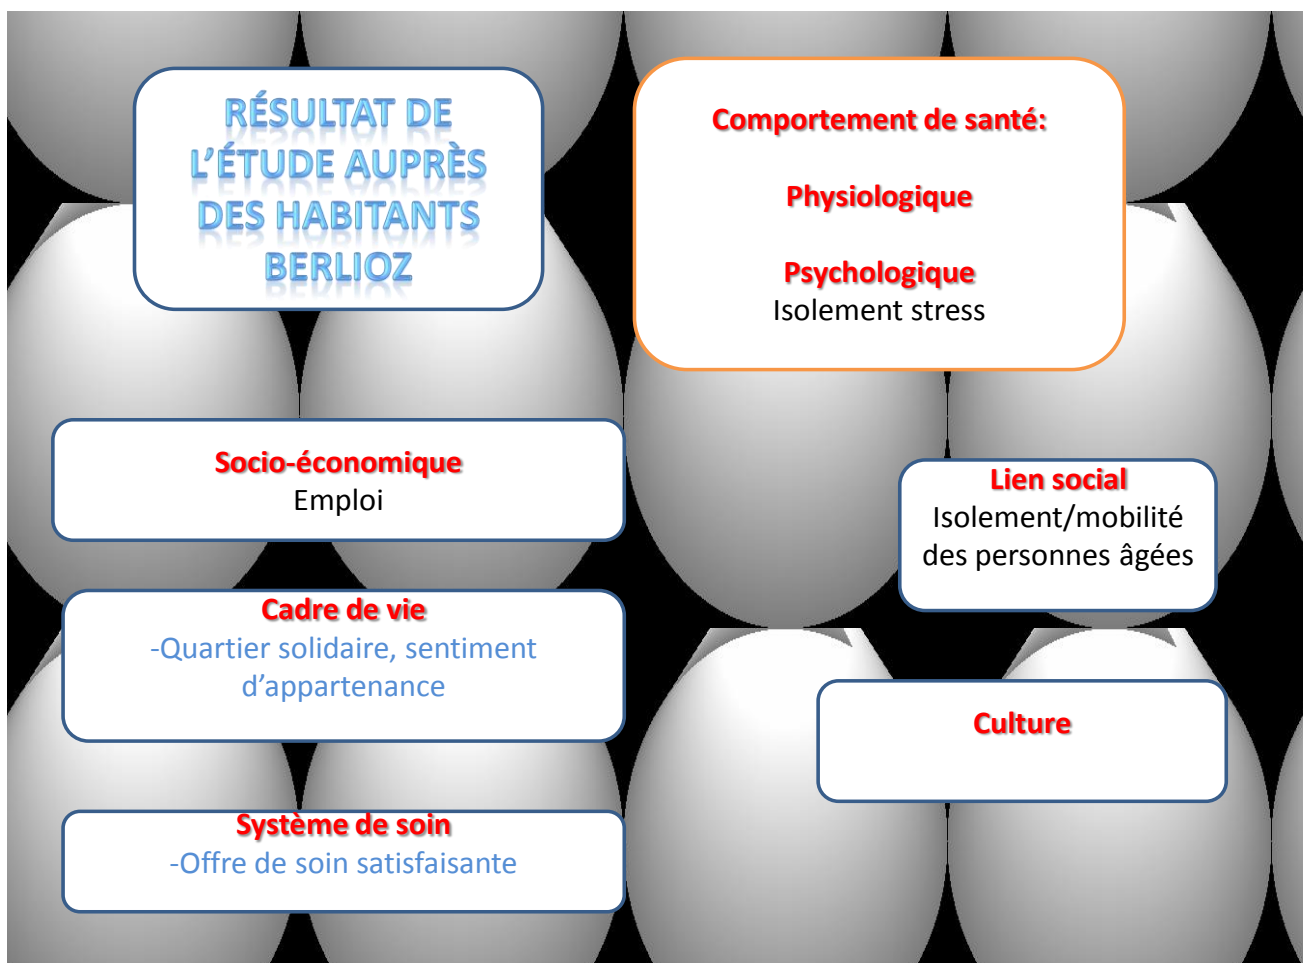 RÉSULTAT DE
L’ÉTUDE AUPRÈS
DES HABITANTS
BERLIOZ
Comportement de santé:
Physiologique
Psychologique
Isolement stress
Socio-économique
Emploi
Lien social
Isolement/mobilité
des personnes âgées
Cadre de vie
-Quartier solidaire, sentiment
d’appartenance
Culture
Système de soin
-Offre de soin satisfaisante